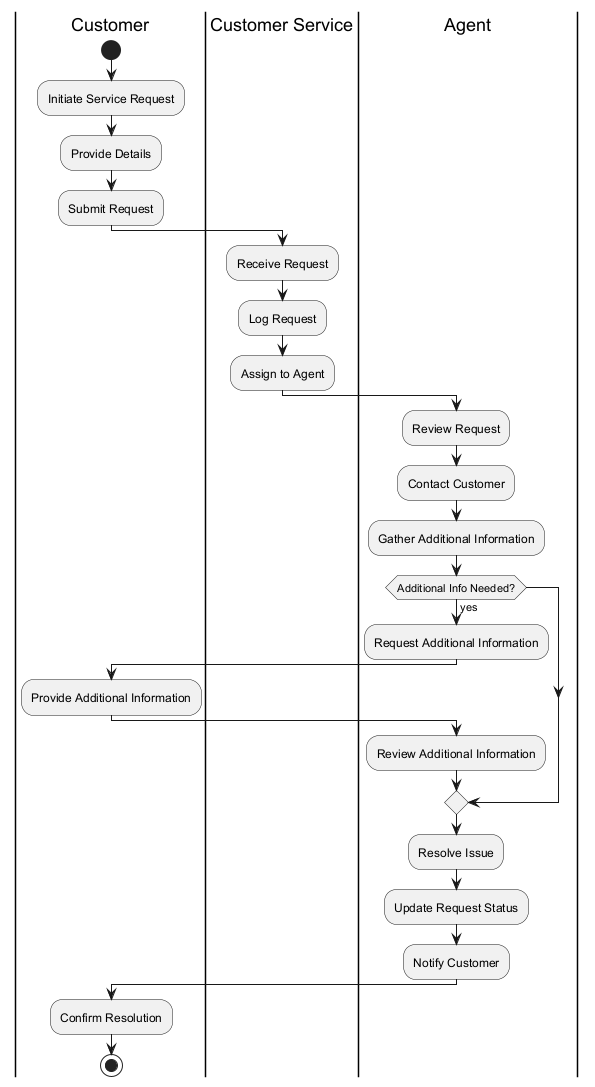 Customer
Customer Service
Agent
Initiate Service Request
Provide Details
Submit Request
Receive Request
Log Request
Assign to Agent
Review Request
Contact Customer
Gather Additional Information
Additional Info Needed?
yes
Request Additional Information
Provide Additional Information
Review Additional Information
Resolve Issue
Update Request Status
Notify Customer
Confirm Resolution